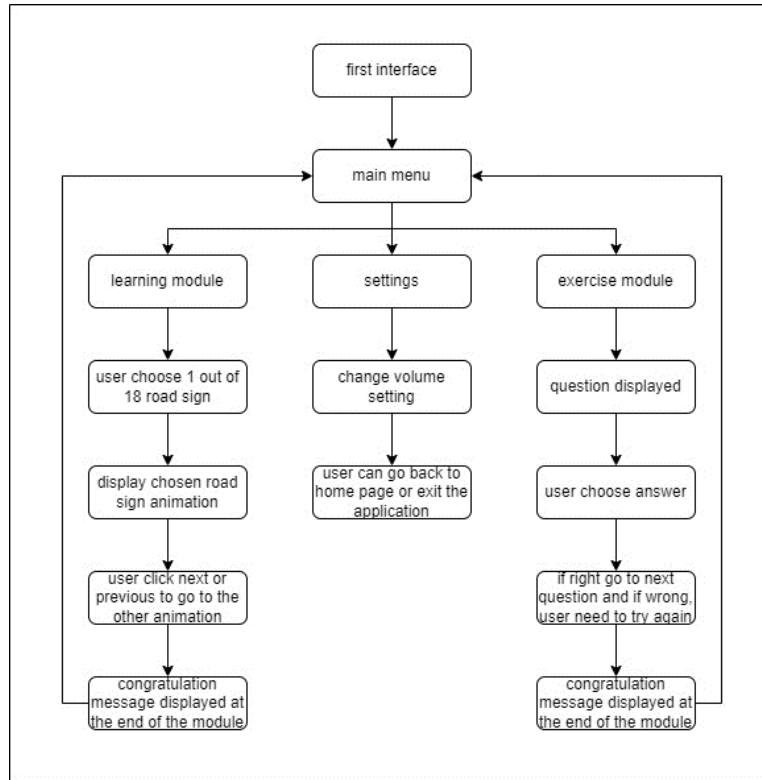 first interface
main menu
learning module
settings
exercise module
user choose 1 out of
18 road sign
change volume
setting
question displayed
display chosen road
sign animation
user can go back to
home page or exit the
application
user choose answer
user click next or
previous to go to the
other animation
if right go to next
question and if wrong,
user need to try again
congratulation
message displayed at
the end of the module
congratulation
message displayed at
the end of the module